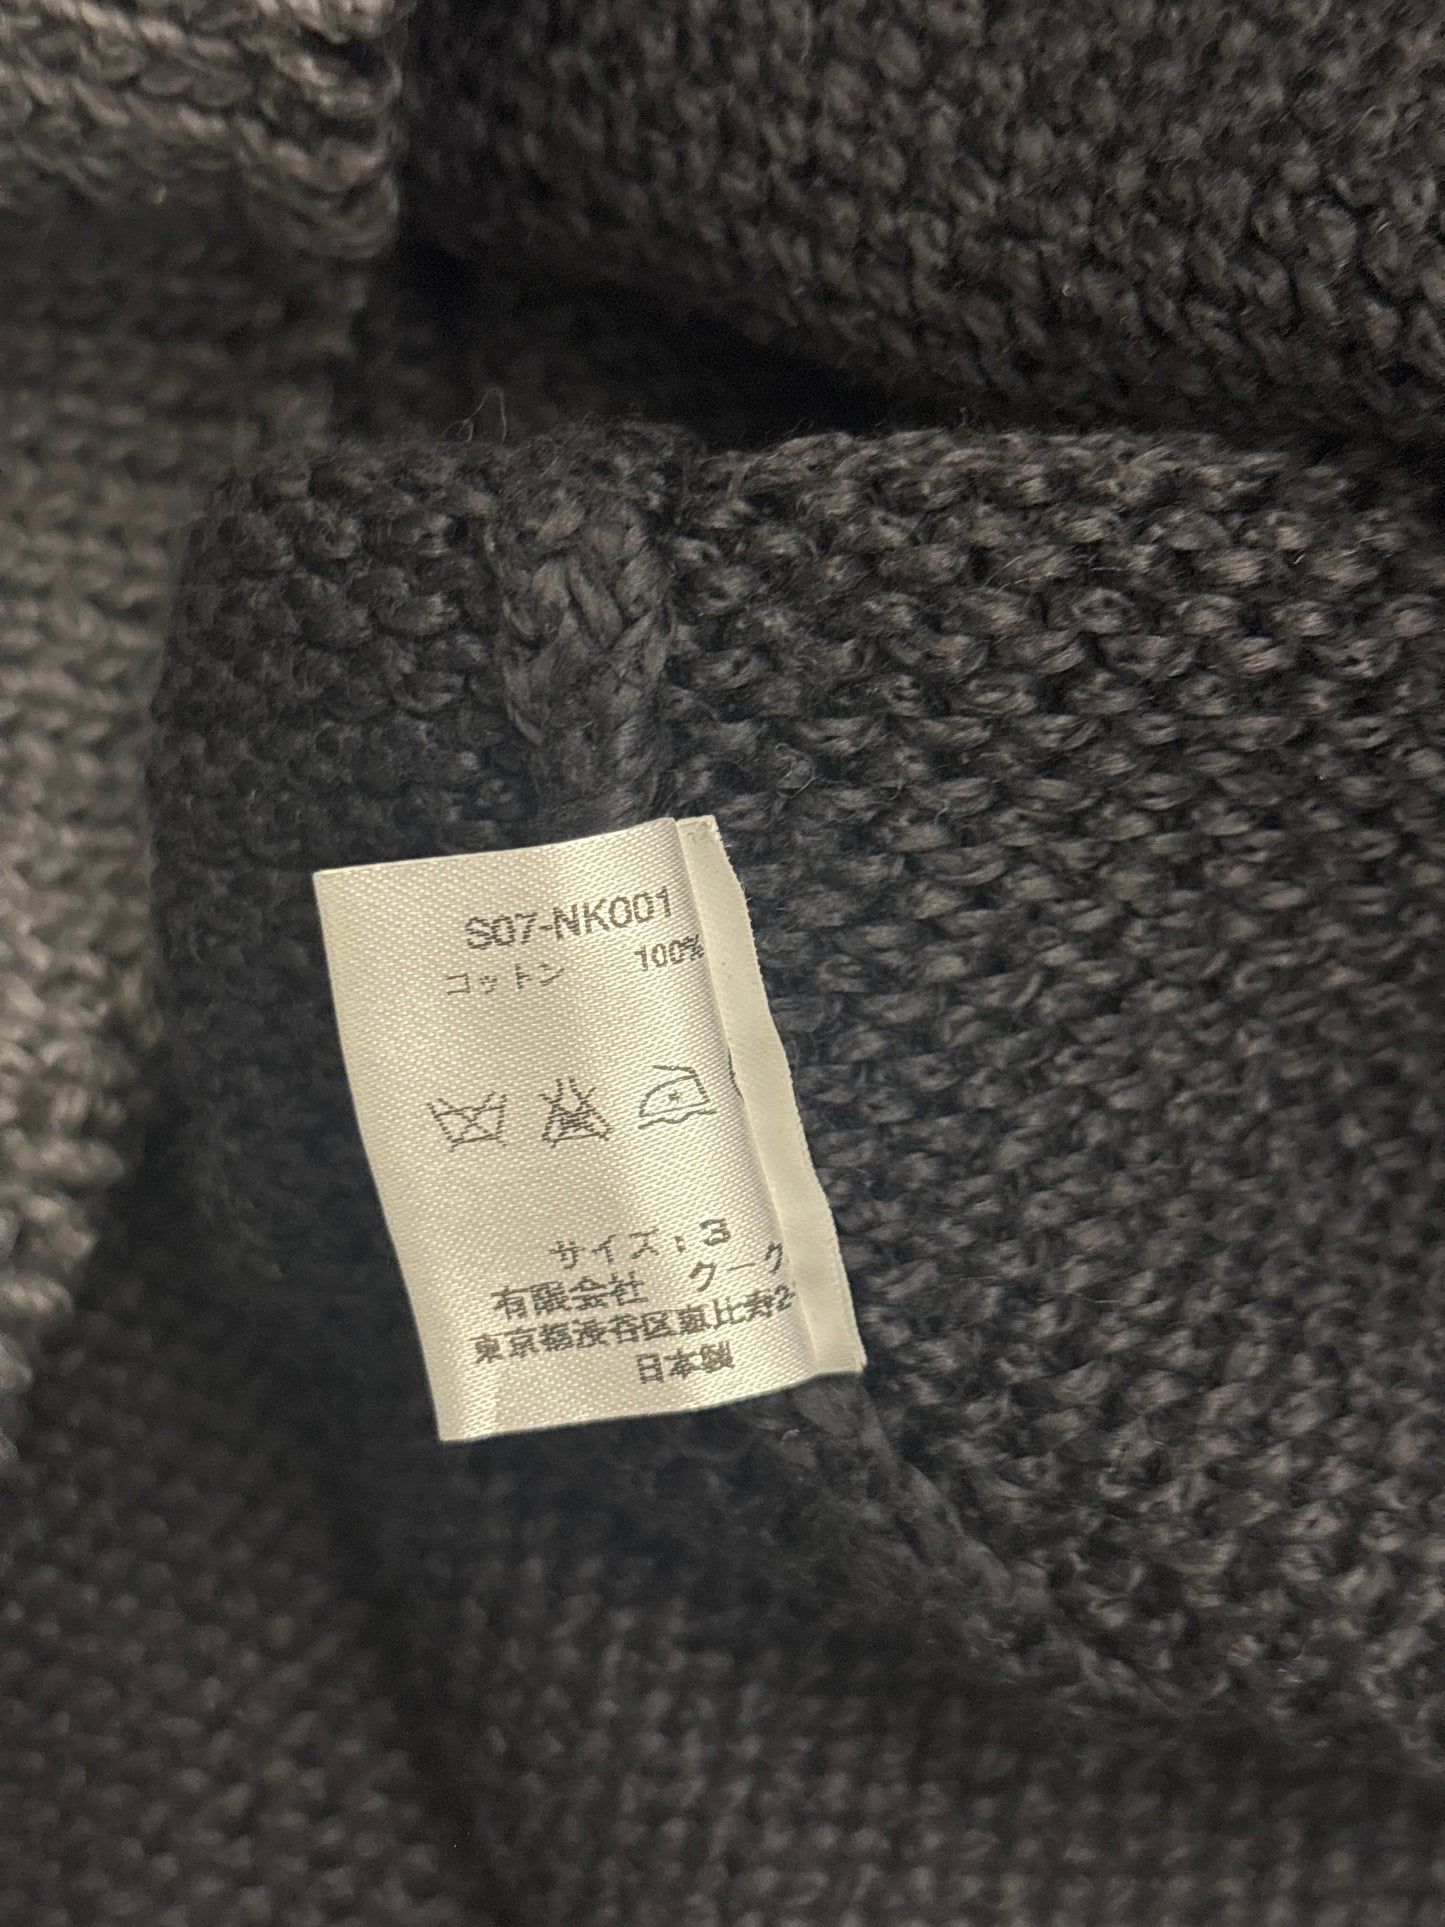 S07-NK001
コットン 100%
サイズ : 3
有限会社 クーク
東京都渋谷区恵比寿2-
日本製